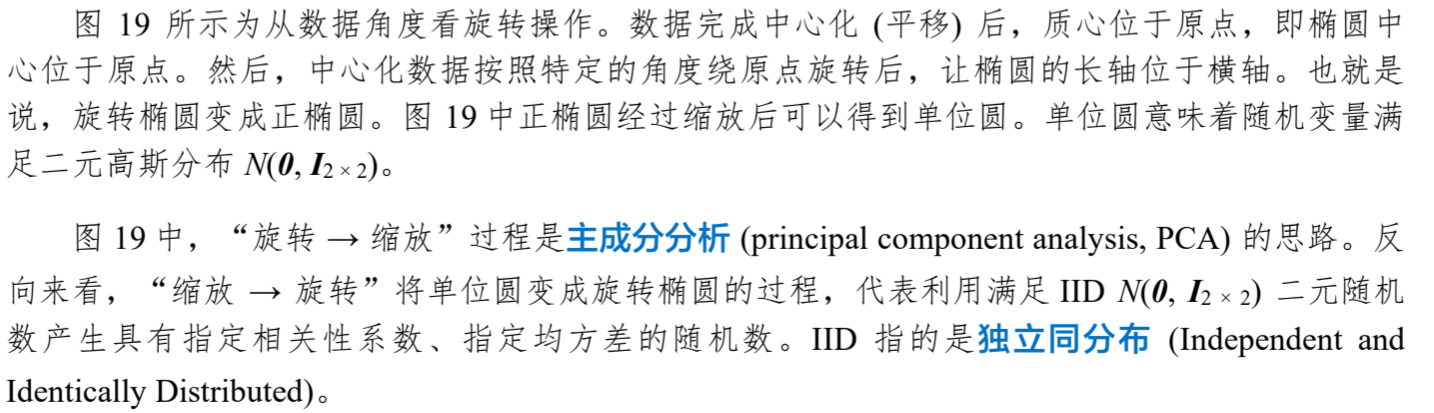 图 19 所示为从数据角度看旋转操作。数据完成中心化 (平移) 后，质心位于原点，即椭圆中
心位于原点。然后，中心化数据按照特定的角度绕原点旋转后，让椭圆的长轴位于横轴。也就是
说，旋转椭圆变成正椭圆。图 19 中正椭圆经过缩放后可以得到单位圆。单位圆意味着随机变量满
足二元高斯分布 N(0, I2 × 2)。
图 19 中，“旋转 → 缩放”过程是主成分分析 (principal component analysis, PCA) 的思路。反
向来看，“缩放 → 旋转”将单位圆变成旋转椭圆的过程，代表利用满足 IID N(0, I2 × 2) 二元随机
数产生具有指定相关性系数、指定均方差的随机数。IID 指的是独立同分布 (Independent and
Identically Distributed)。